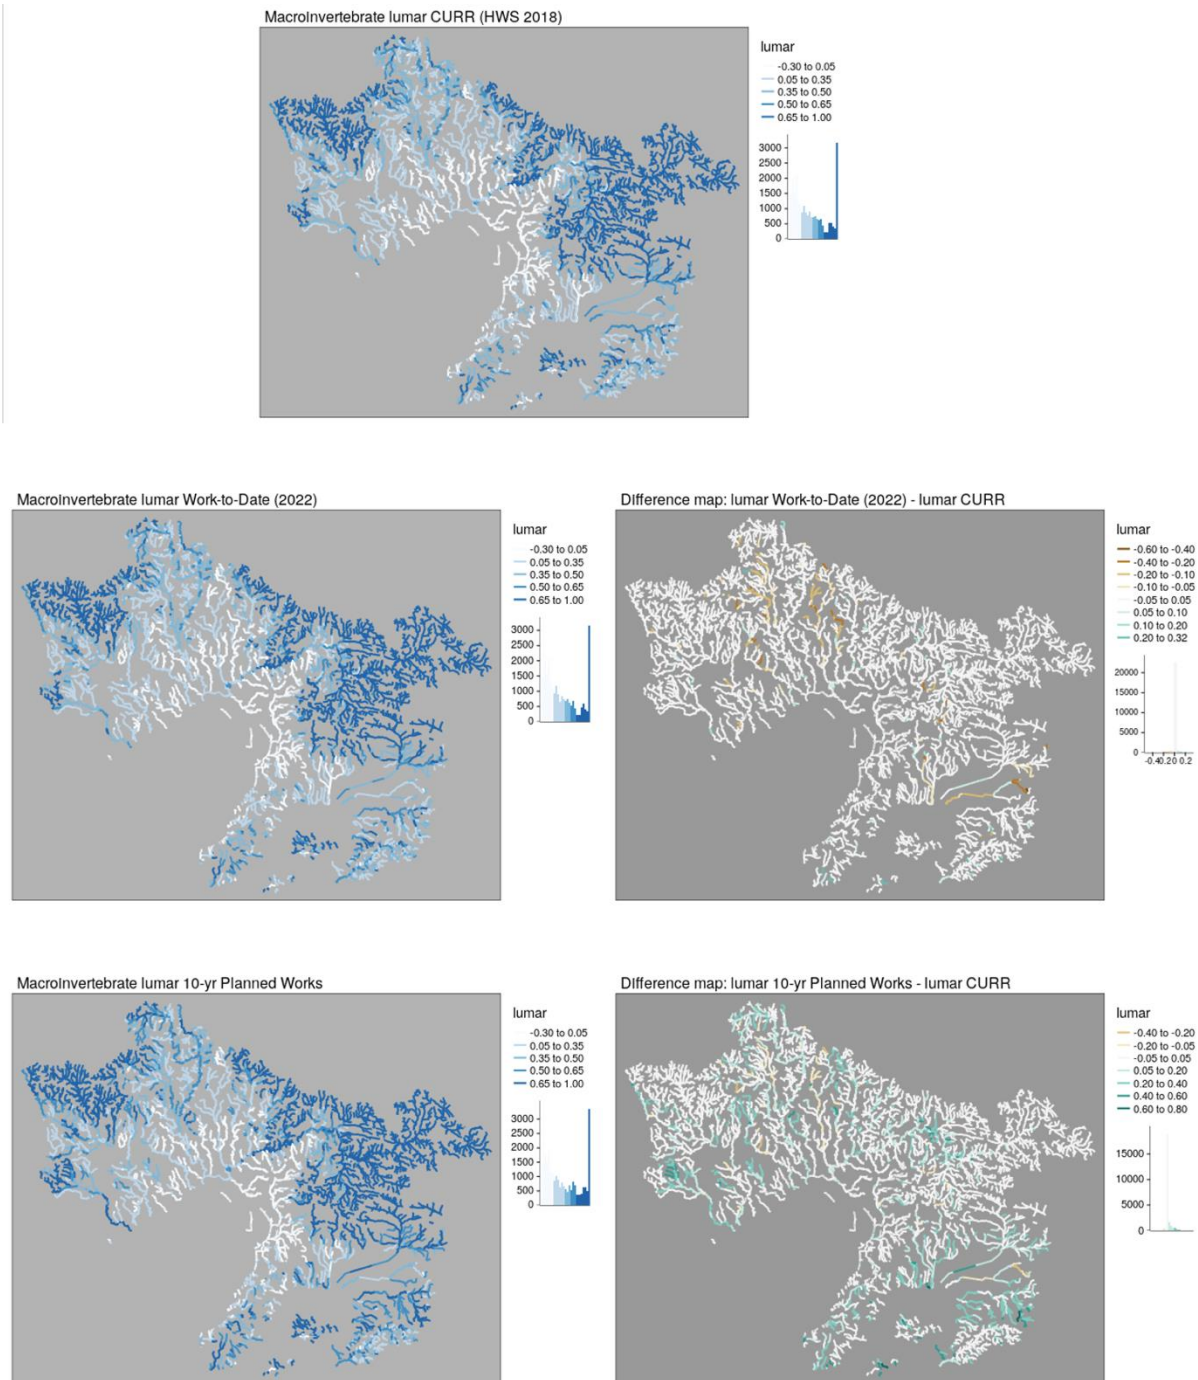 Macroinvertebrate lumar CURR (HWS 2018)
lumar
-0.30 to 0.05
0.05 to 0.35
0.35 to 0.50
0.50 to 0.65
0.65 to 1.00
3000
2500
2000
1500
1000
500
0
Macroinvertebrate lumar Work-to-Date (2022)
lumar
-0.30 to 0.05
0.05 to 0.35
0.35 to 0.50
0.50 to 0.65
0.65 to 1.00
3000
2500
2000
1500
1000
500
0
Difference map: lumar Work-to-Date (2022) - lumar CURR
lumar
-0.60 to -0.40
-0.40 to -0.20
-0.20 to -0.10
-0.10 to -0.05
-0.05 to 0.05
0.05 to 0.10
0.10 to 0.20
0.20 to 0.32
20000
15000
10000
5000
0
-0.4 0.20 0 0.2
Macroinvertebrate lumar 10-yr Planned Works
lumar
-0.30 to 0.05
0.05 to 0.35
0.35 to 0.50
0.50 to 0.65
0.65 to 1.00
3000
2500
2000
1500
1000
500
0
Difference map: lumar 10-yr Planned Works - lumar CURR
lumar
-0.40 to -0.20
-0.20 to -0.05
-0.05 to 0.05
0.05 to 0.20
0.20 to 0.40
0.40 to 0.60
0.60 to 0.80
15000
10000
5000
0